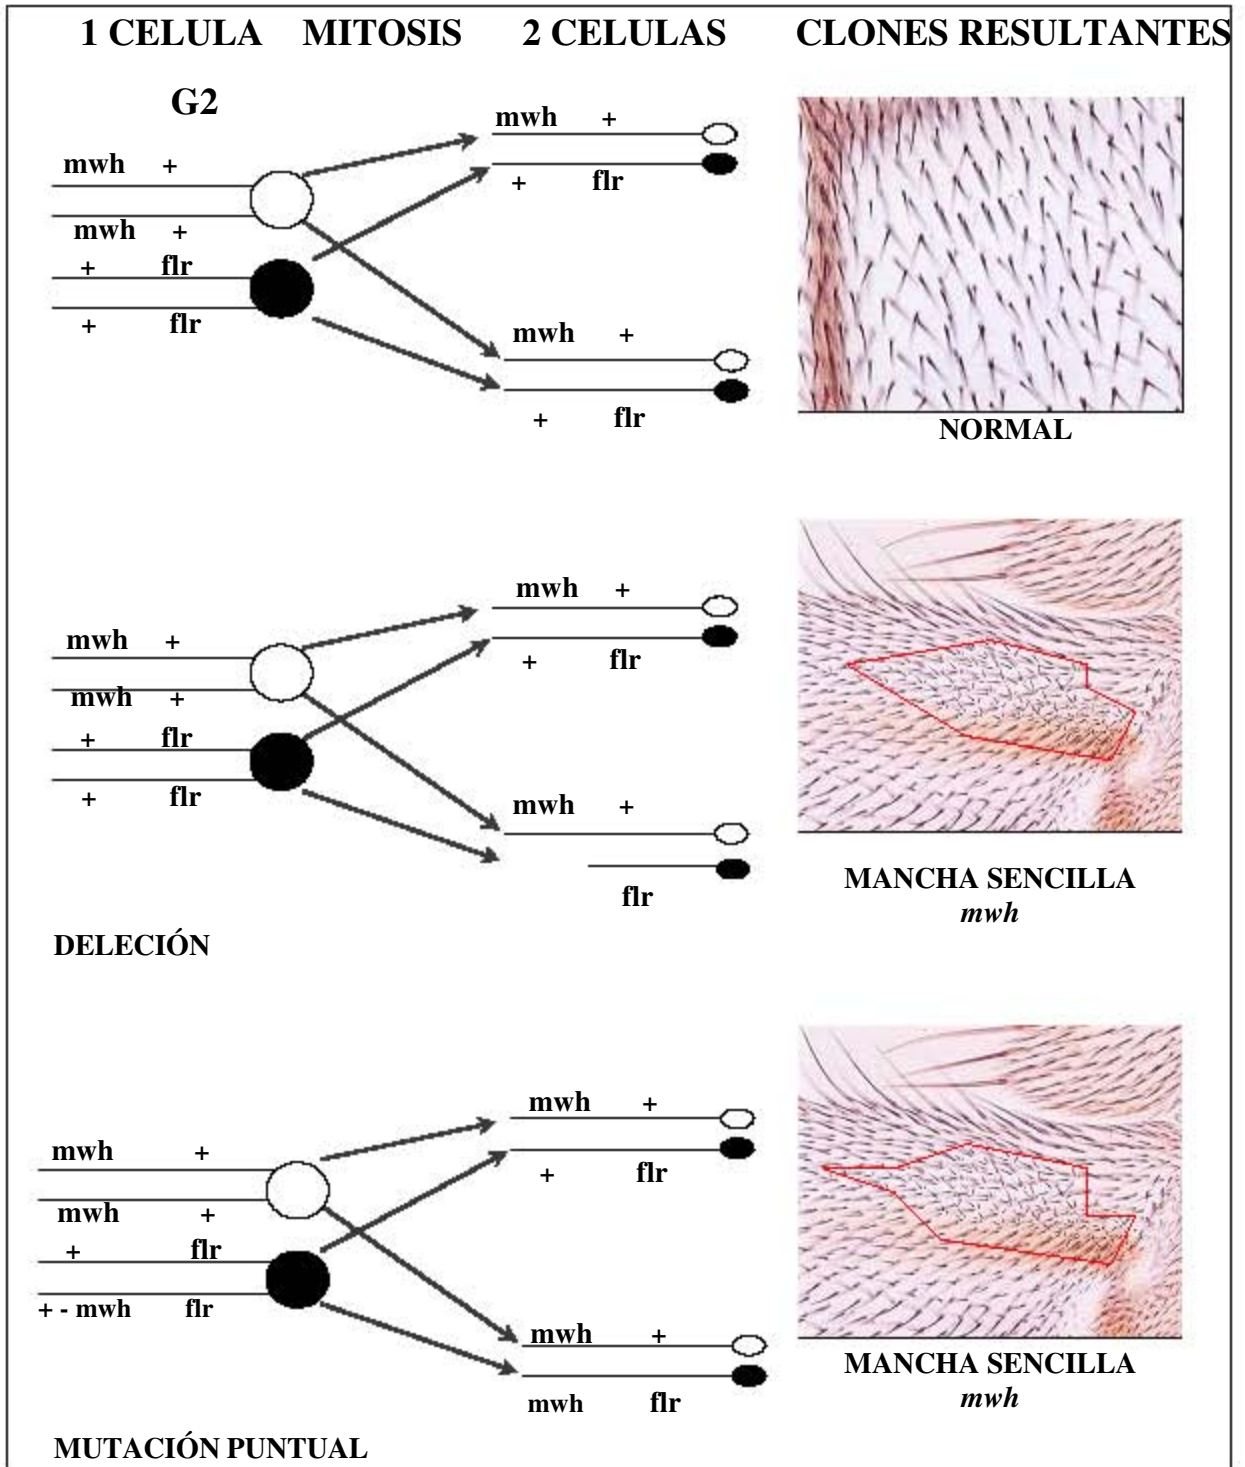 1 CELULA MITOSIS 2 CELULAS CLONES RESULTANTES
G2
mwh +
mwh +
+ flr
+ flr
mwh +
+ flr
mwh +
+ flr
NORMAL
mwh +
mwh +
+ flr
+ flr
mwh +
+ flr
mwh +
flr
MANCHA SENCILLA
mwh
DELECIÓN
mwh +
mwh +
+ flr
+ - mwh flr
mwh +
+ flr
mwh +
mwh flr
MANCHA SENCILLA
mwh
MUTACIÓN PUNTUAL